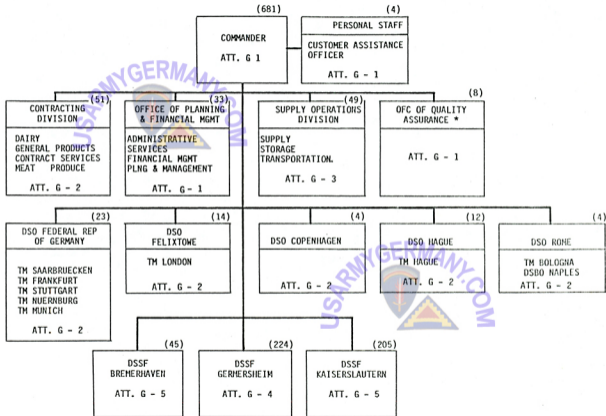 (681)
COMMANDER
ATT. G 1
(4)
PERSONAL STAFF
CUSTOMER ASSISTANCE
OFFICER
ATT. G - 1
(51)
CONTRACTING
DIVISION
DAIRY
GENERAL PRODUCTS
CONTRACT SERVICES
MEAT PRODUCE
ATT. G - 2
(33)
OFFICE OF PLANNING
& FINANCIAL MGMT
ADMINISTRATIVE
SERVICES
FINANCIAL MGMT
PLNG & MANAGEMENT
ATT. G - 1
(49)
SUPPLY OPERATIONS
DIVISION
SUPPLY
STORAGE
TRANSPORTATION.
ATT. G - 3
(8)
OFC OF QUALITY
ASSURANCE *
ATT. G - 1
(23)
DSO FEDERAL REP
OF GERMANY
TM SAARBRUECKEN
TM FRANKFURT
TM STUTTGART
TM NUERNBURG
TM MUNICH
ATT. G - 2
(14)
DSO
FELIXTOWE
TM LONDON
ATT. G - 2
(4)
DSO COPENHAGEN
ATT. G - 2
(12)
DSO HAGUE
TM HAGUE
ATT. G - 2
(4)
DSO ROME
TM BOLOGNA
DSBO NAPLES
ATT. G - 2
(45)
DSSF
BREMERHAVEN
ATT. G - 5
(224)
DSSF
GERMERSHEIM
ATT. G - 4
(205)
DSSF
KAISERSLAUTERN
ATT. G - 5
USARMYGERMANY.COM
USARMYGERMANY.COM